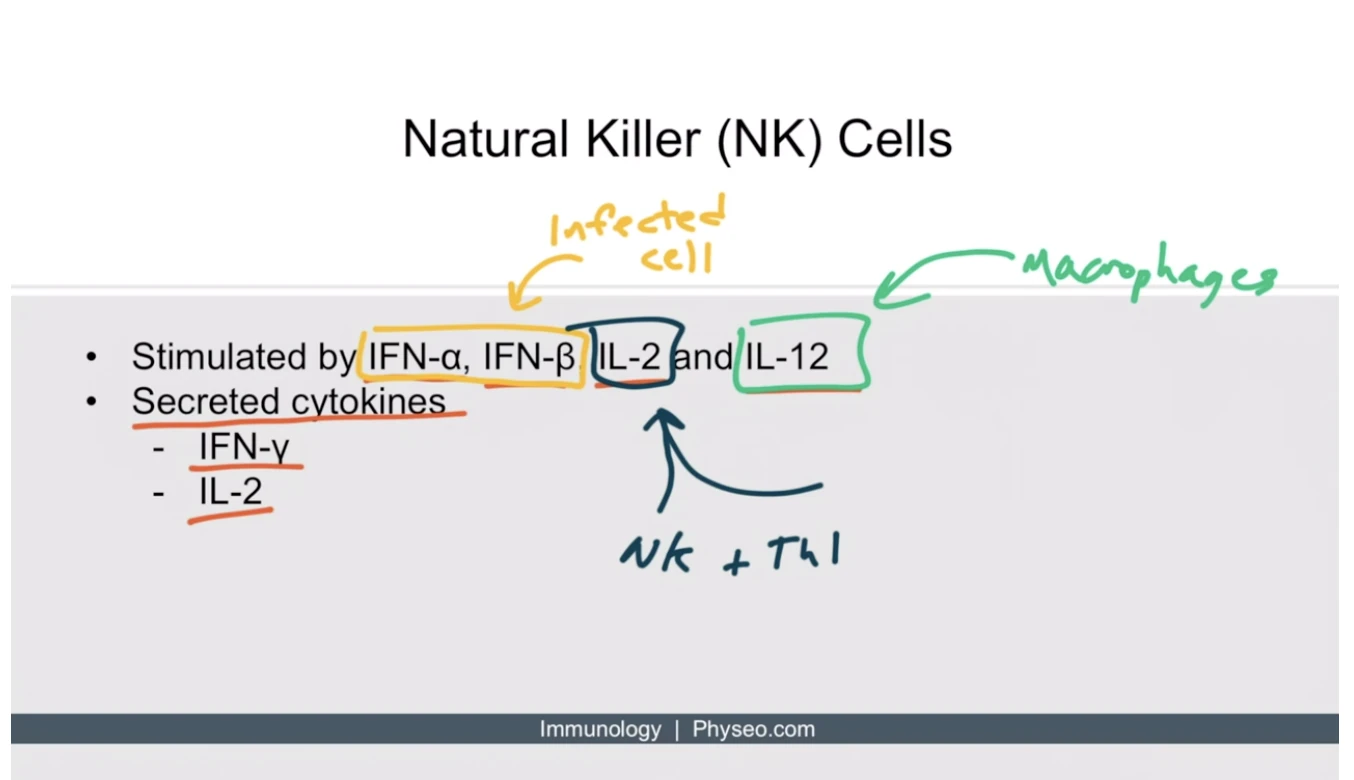 Natural Killer (NK) Cells
Infected
cell
Macrophages
• Stimulated by IFN-α, IFN-β, IL-2 and IL-12
• Secreted cytokines
- IFN-γ
- IL-2
NK + Th1
Immunology | Physeo.com